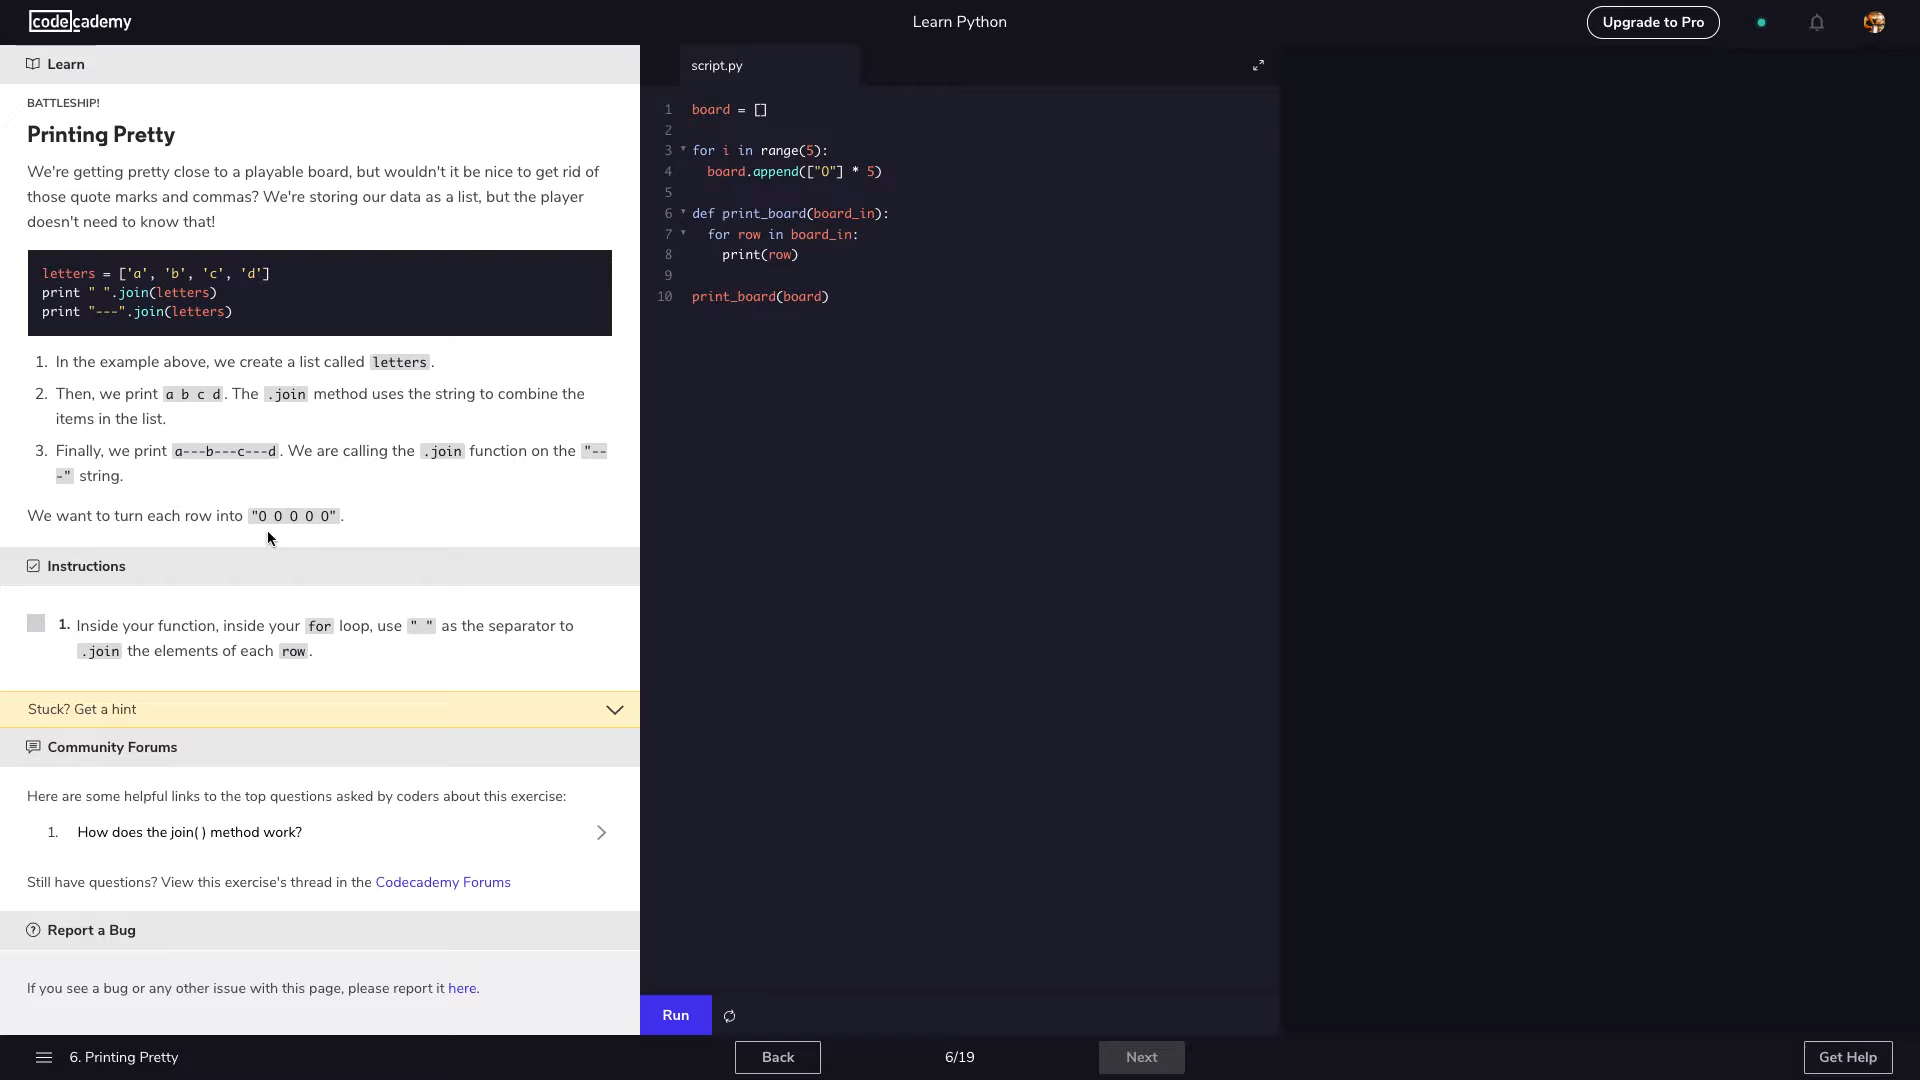 codecademy
Learn Python
Upgrade to Pro
Learn
BATTLESHIP!
Printing Pretty
We're getting pretty close to a playable board, but wouldn't it be nice to get rid of
those quote marks and commas? We're storing our data as a list, but the player
doesn't need to know that!
letters = ['a', 'b', 'c', 'd']
print " ".join(letters)
print "---".join(letters)
1. In the example above, we create a list called letters.
2. Then, we print a b c d. The .join method uses the string to combine the
items in the list.
3. Finally, we print a---b---c---d. We are calling the .join function on the "--
-" string.
We want to turn each row into "O O O O O".
Instructions
1. Inside your function, inside your for loop, use " " as the separator to
.join the elements of each row.
Stuck? Get a hint
Community Forums
Here are some helpful links to the top questions asked by coders about this exercise:
1. How does the join( ) method work?
Still have questions? View this exercise's thread in the Codecademy Forums
Report a Bug
If you see a bug or any other issue with this page, please report it here.
script.py
1 board = []
2
3 for i in range(5):
4 board.append(["O"] * 5)
5
6 def print_board(board_in):
7 for row in board_in:
8 print(row)
9
10 print_board(board)
Run
6. Printing Pretty
Back
6/19
Next
Get Help